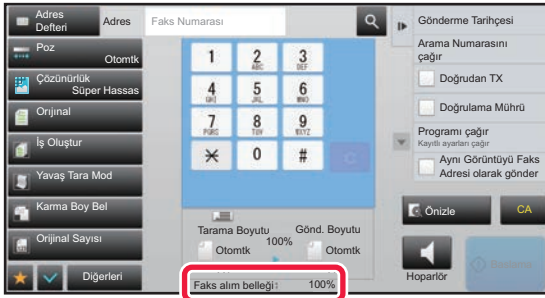 Adres
Defteri
Adres
Faks Numarası
Poz
Otomtk
Çözünürlük
Süper Hassas
Orijinal
İş Oluştur
Yavaş Tara Mod
Karma Boy Bel
Orijinal Sayısı
Diğerleri
1
2
ABC
3
DEF
4
GHI
5
JKL
6
MNO
7
PQRS
8
TUV
9
WXYZ
0
#
C
Tarama Boyutu
Gönd. Boyutu
100%
Otomtk
Otomtk
Faks alım belleği: 100%
Gönderme Tarihçesi
Arama Numarasını
çağır
Doğrudan TX
Doğrulama Mührü
Programı çağır
Kayıtlı ayarları çağır
Aynı Görüntüyü Faks
Adresi olarak gönder
Önizle
CA
Hoparlör